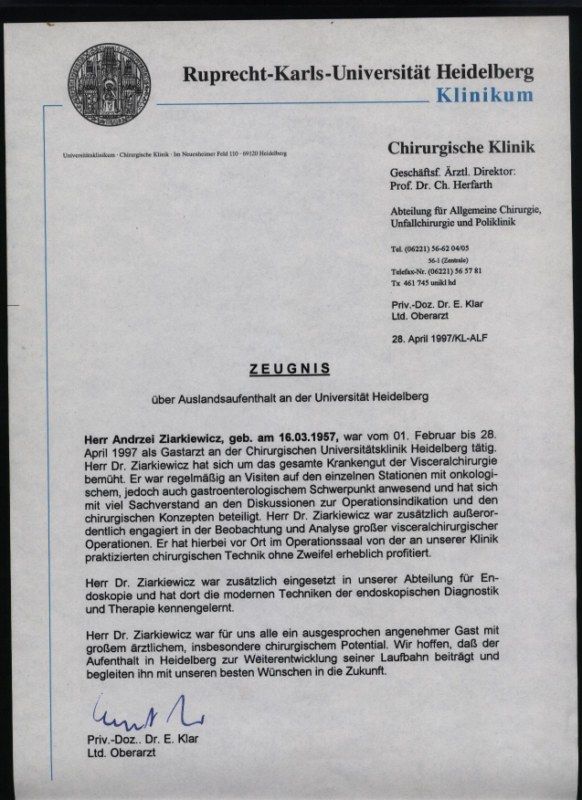 Ruprecht-Karls-Universität Heidelberg
Klinikum
Universitätsklinikum · Chirurgische Klinik · Im Neuenheimer Feld 110 · 69120 Heidelberg
Chirurgische Klinik
Geschäftsf. Ärztl. Direktor:
Prof. Dr. Ch. Herfarth
Abteilung für Allgemeine Chirurgie,
Unfallchirurgie und Poliklinik
Tel. (06221) 56-62 04/05
56-1 (Zentrale)
Telefax-Nr. (06221) 56 57 81
Tx 461 745 unikl hd
Priv.-Doz. Dr. E. Klar
Ltd. Oberarzt
28. April 1997/KL-ALF
ZEUGNIS
über Auslandsaufenthalt an der Universität Heidelberg
Herr Andrzei Ziarkiewicz, geb. am 16.03.1957, war vom 01. Februar bis 28.
April 1997 als Gastarzt an der Chirurgischen Universitätsklinik Heidelberg tätig.
Herr Dr. Ziarkiewicz hat sich um das gesamte Krankengut der Visceralchirurgie
bemüht. Er war regelmäßig an Visiten auf den einzelnen Stationen mit onkologi-
schem, jedoch auch gastroenterologischem Schwerpunkt anwesend und hat sich
mit viel Sachverstand an den Diskussionen zur Operationsindikation und den
chirurgischen Konzepten beteiligt. Herr Dr. Ziarkiewicz war zusätzlich außeror-
dentlich engagiert in der Beobachtung und Analyse großer visceralchirurgischer
Operationen. Er hat hierbei vor Ort im Operationssaal von der an unserer Klinik
praktizierten chirurgischen Technik ohne Zweifel erheblich profitiert.
Herr Dr. Ziarkiewicz war zusätzlich eingesetzt in unserer Abteilung für En-
doskopie und hat dort die modernen Techniken der endoskopischen Diagnostik
und Therapie kennengelernt.
Herr Dr. Ziarkiewicz war für uns alle ein ausgesprochen angenehmer Gast mit
großem ärztlichem, insbesondere chirurgischem Potential. Wir hoffen, daß der
Aufenthalt in Heidelberg zur Weiterentwicklung seiner Laufbahn beiträgt und
begleiten ihn mit unseren besten Wünschen in die Zukunft.
Priv.-Doz.. Dr. E. Klar
Ltd. Oberarzt